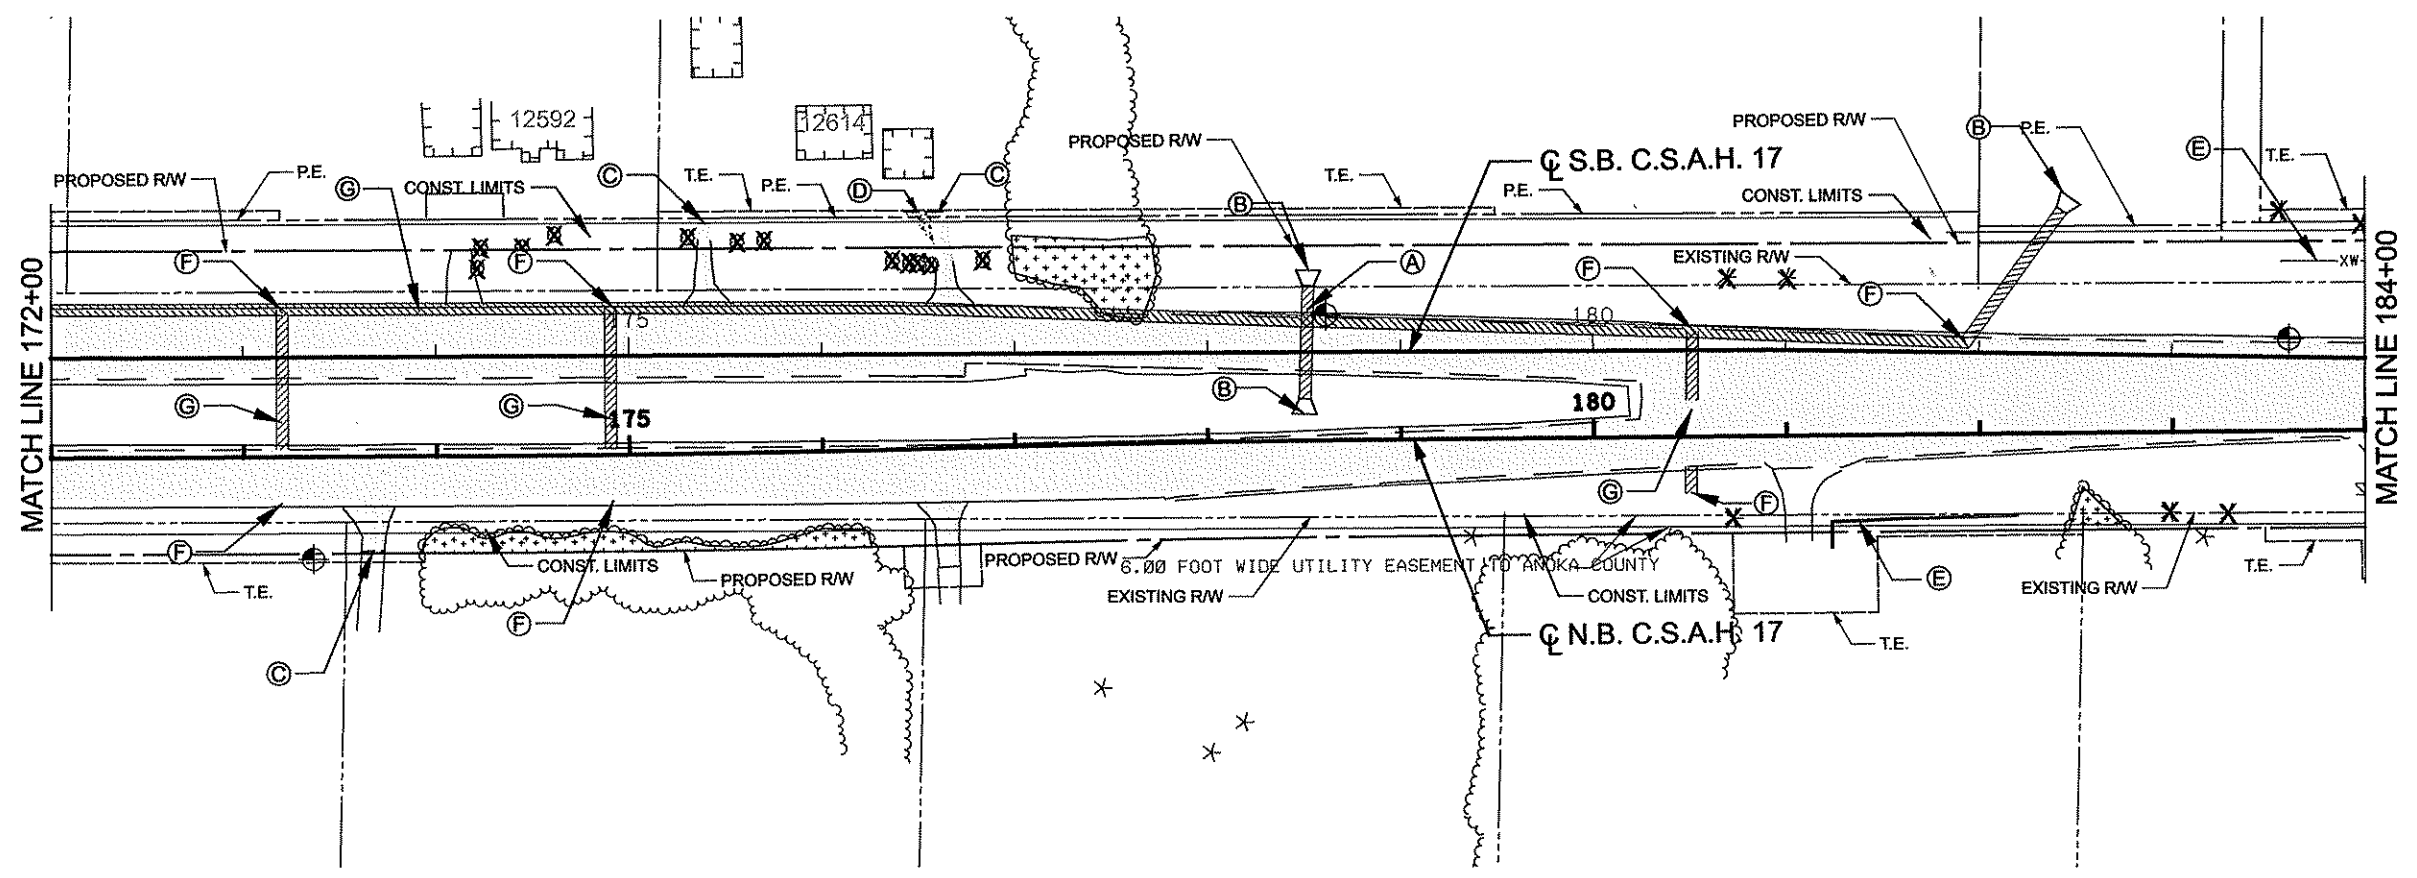 12592
12614
PROPOSED R/W
P.E.
G
CONST. LIMITS
C
T.E.
P.E.
D
C
PROPOSED R/W
B
T.E.
℄ S.B. C.S.A.H. 17
P.E.
PROPOSED R/W
CONST. LIMITS
B
P.E.
E
T.E.
F
F
A
F
EXISTING R/W
F
XW
MATCH LINE 172+00
MATCH LINE 184+00
75
180
G
G
175
B
180
G
F
F
T.E.
C
CONST. LIMITS
F
PROPOSED R/W
PROPOSED R/W
6.00 FOOT WIDE UTILITY EASEMENT TO ANOKA COUNTY
EXISTING R/W
CONST. LIMITS
℄ N.B. C.S.A.H. 17
T.E.
E
EXISTING R/W
T.E.